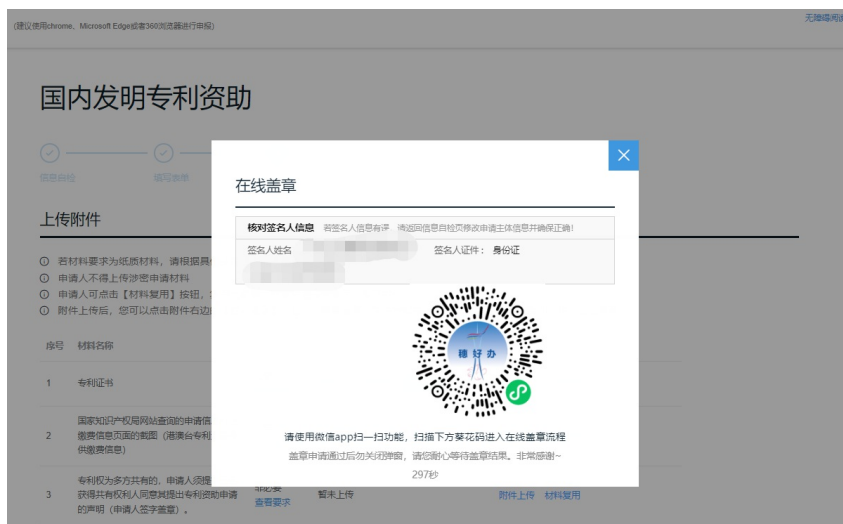 (建议使用chrome、Microsoft Edge或者360浏览器进行申报)
国内发明专利资助
信息自检
填写表单
在线盖章
核对签名人信息 若签名人信息有误，请返回信息自检页修改申请主体信息并确保正确!
签名人姓名
签名人证件： 身份证
上传附件
若材料要求为纸质材料，请根据具
申请人不得上传涉密申请材料
申请人可点击【材料复用】按钮，
附件上传后，您可以点击附件右边
穗好办
序号 材料名称
1 专利证书
请使用微信app扫一扫功能，扫描下方葵花码进入在线盖章流程
盖章申请通过后勿关闭弹窗，请您耐心等待盖章结果。非常感谢~
297秒
国家知识产权局网站查询的申请信
2 缴费信息页面的截图（港澳台专利
供缴费信息）
专利权为多方共有的，申请人须提
3 获得共有权利人同意其提出专利资助申请
的声明（申请人签字盖章）。
非必要
查看要求
暂未上传
附件上传 材料复用